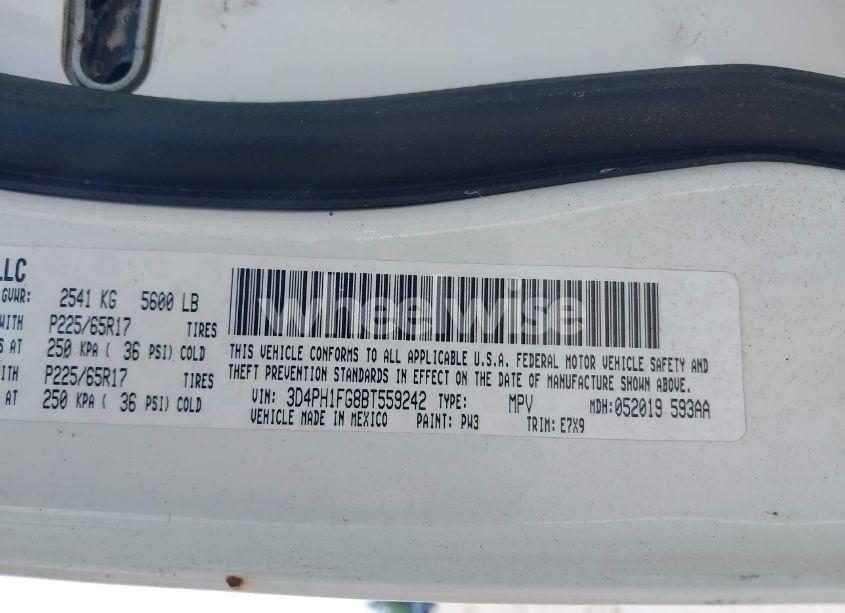 LLC
GVWR: 2541 KG 5600 LB
WITH P225/65R17 TIRES
S AT 250 KPA ( 36 PSI) COLD
WITH P225/65R17 TIRES
AT 250 KPA ( 36 PSI) COLD
wheelwise
THIS VEHICLE CONFORMS TO ALL APPLICABLE U.S.A. FEDERAL MOTOR VEHICLE SAFETY AND
THEFT PREVENTION STANDARDS IN EFFECT ON THE DATE OF MANUFACTURE SHOWN ABOVE.
VIN: 3D4PH1FG8BT559242 TYPE: MPV MDH: 052019 593AA
VEHICLE MADE IN MEXICO PAINT: PW3 TRIM: E7X9